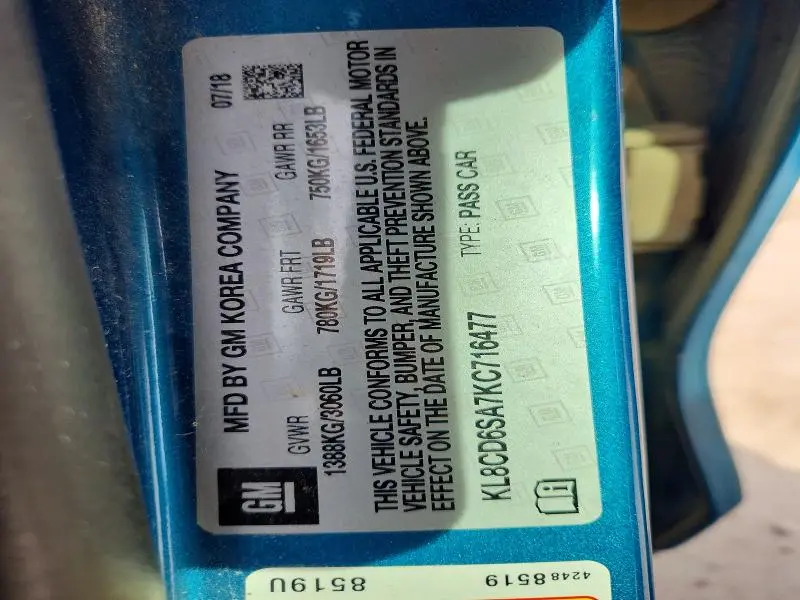 GM
MFD BY GM KOREA COMPANY 07/18
GVWR GAWR FRT GAWR RR
1388KG/3060LB 780KG/1719LB 750KG/1653LB
THIS VEHICLE CONFORMS TO ALL APPLICABLE U.S. FEDERAL MOTOR
VEHICLE SAFETY, BUMPER, AND THEFT PREVENTION STANDARDS IN
EFFECT ON THE DATE OF MANUFACTURE SHOWN ABOVE.
KL8CD6SA7KC716477 TYPE: PASS CAR
8519U
42488519